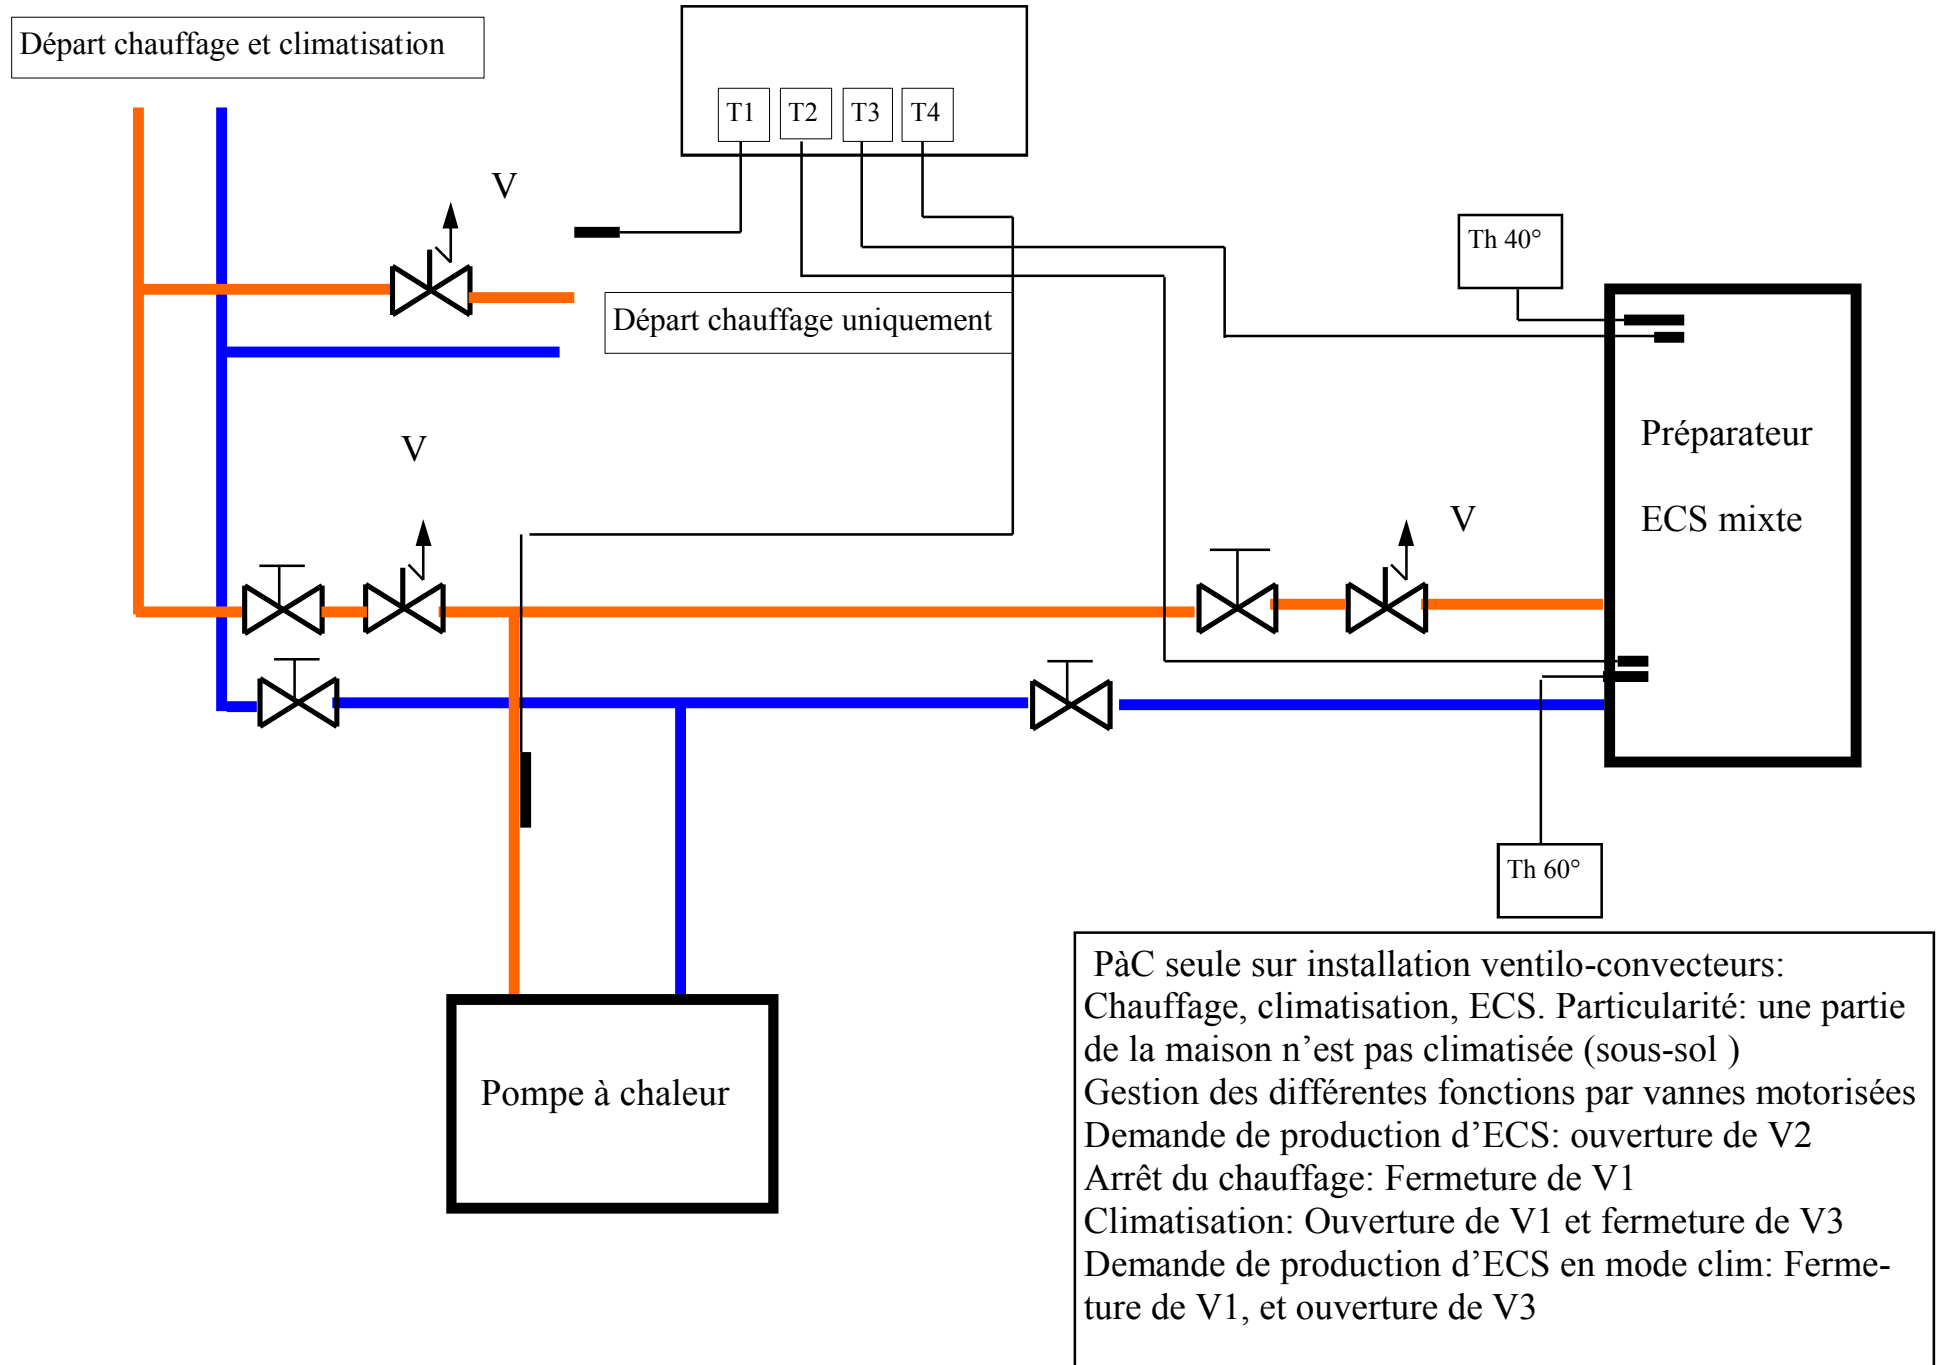 Départ chauffage et climatisation
T1 T2 T3 T4
V
Th 40°
Départ chauffage uniquement
Préparateur
V
ECS mixte
V
Th 60°
PàC seule sur installation ventilo-convecteurs:
Chauffage, climatisation, ECS. Particularité: une partie
de la maison n’est pas climatisée (sous-sol )
Gestion des différentes fonctions par vannes motorisées
Demande de production d’ECS: ouverture de V2
Arrêt du chauffage: Fermeture de V1
Climatisation: Ouverture de V1 et fermeture de V3
Demande de production d’ECS en mode clim: Ferme-
ture de V1, et ouverture de V3
Pompe à chaleur